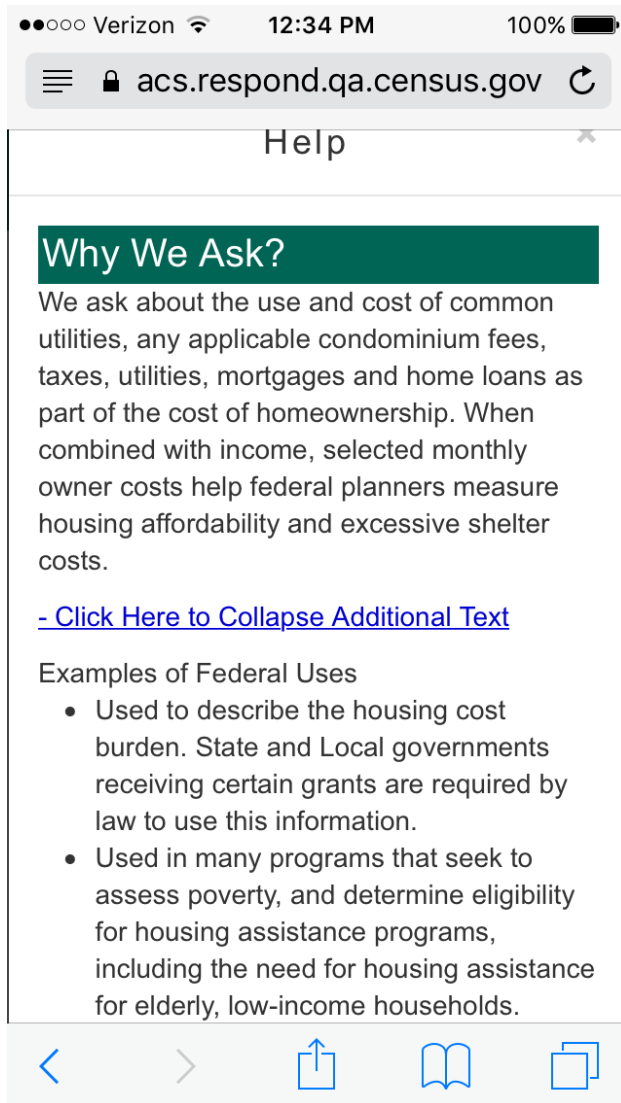 Verizon 12:34 PM 100%
acs.respond.qa.census.gov
Help
Why We Ask?
We ask about the use and cost of common
utilities, any applicable condominium fees,
taxes, utilities, mortgages and home loans as
part of the cost of homeownership. When
combined with income, selected monthly
owner costs help federal planners measure
housing affordability and excessive shelter
costs.
- Click Here to Collapse Additional Text
Examples of Federal Uses
• Used to describe the housing cost
burden. State and Local governments
receiving certain grants are required by
law to use this information.
• Used in many programs that seek to
assess poverty, and determine eligibility
for housing assistance programs,
including the need for housing assistance
for elderly, low-income households.